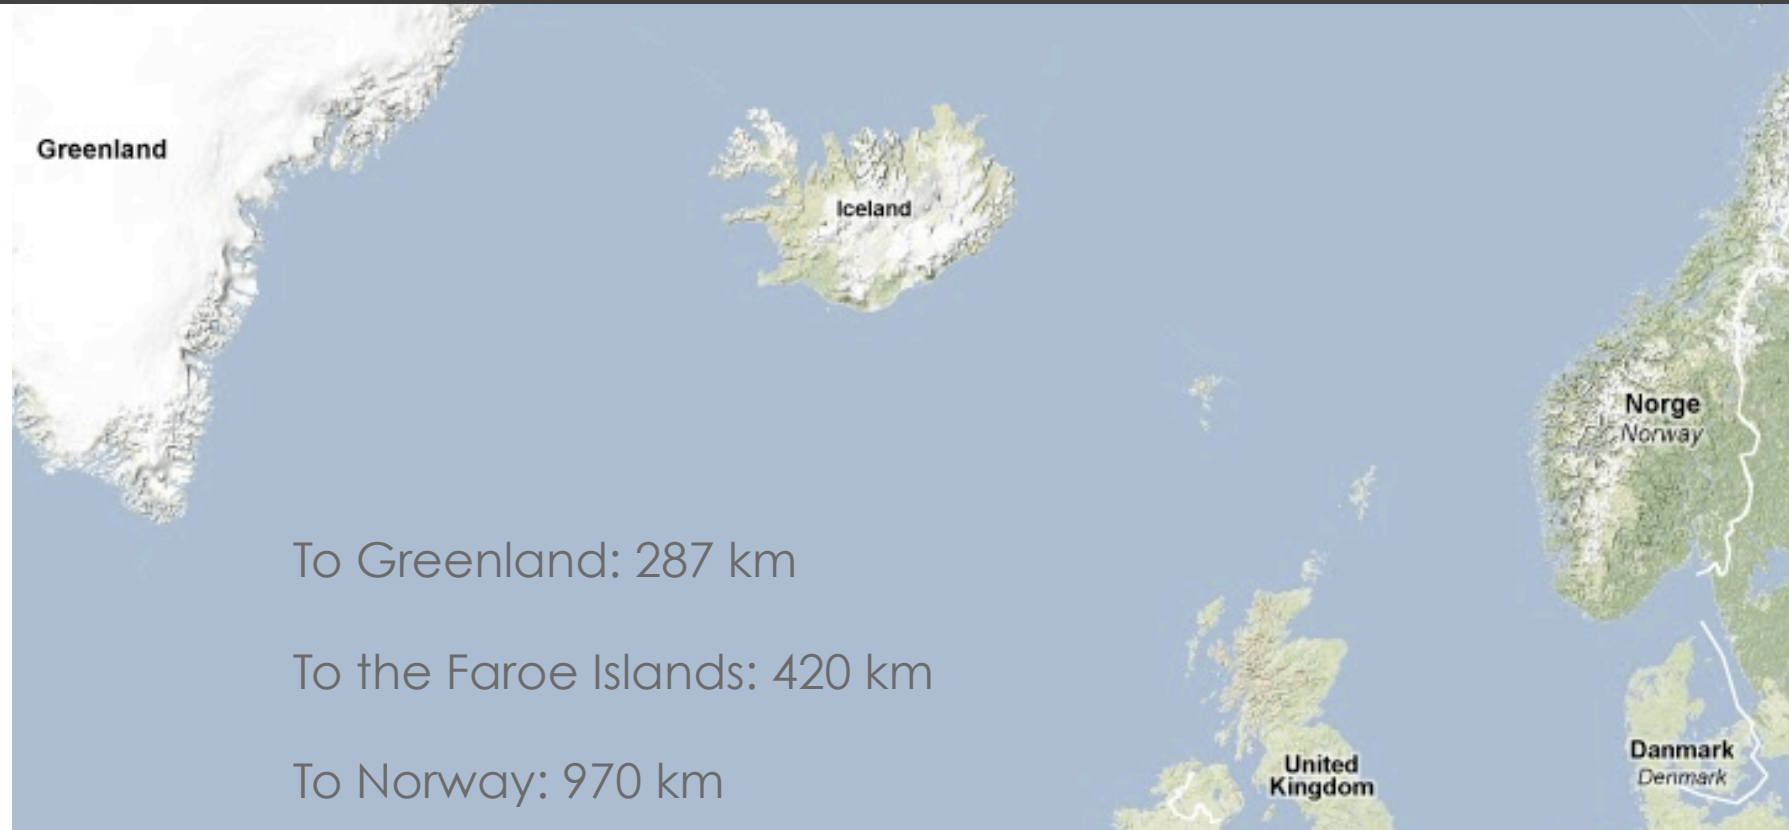 Greenland
Iceland
Norge
Norway
To Greenland: 287 km
To the Faroe Islands: 420 km
To Norway: 970 km
United
Kingdom
Danmark
Denmark